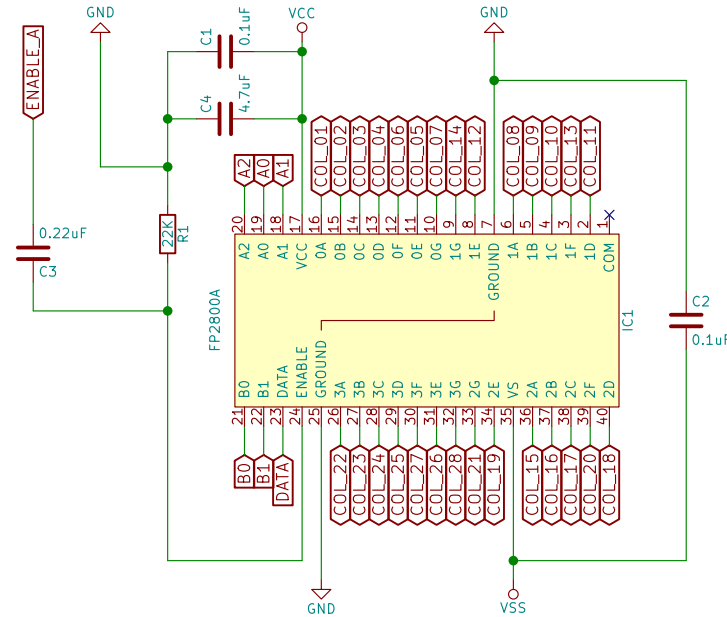 GND
VCC
GND
ENABLE_A
C1
0.1uF
C4
4.7uF
COL_01
COL_02
COL_03
COL_04
COL_06
COL_05
COL_07
COL_14
COL_12
COL_08
COL_09
COL_10
COL_13
COL_11
A2
A0
A1
20
19
18
17
16
15
14
13
12
11
10
9
8
7
6
5
4
3
2
1
22K
R1
0.22uF
C3
A2
A0
A1
VCC
0A
0B
0C
0D
0F
0E
0G
1G
1E
GROUND
1A
1B
1C
1F
1D
COM
FP2800A
IC1
C2
0.1uF
B0
B1
DATA
ENABLE
GROUND
3A
3B
3C
3D
3F
3E
3G
2G
2E
VS
2A
2B
2C
2F
2D
21
22
23
24
25
26
27
28
29
30
31
32
33
34
35
36
37
38
39
40
B0
B1
DATA
COL_22
COL_23
COL_24
COL_25
COL_27
COL_26
COL_28
COL_21
COL_19
COL_15
COL_16
COL_17
COL_20
COL_18
GND
VSS